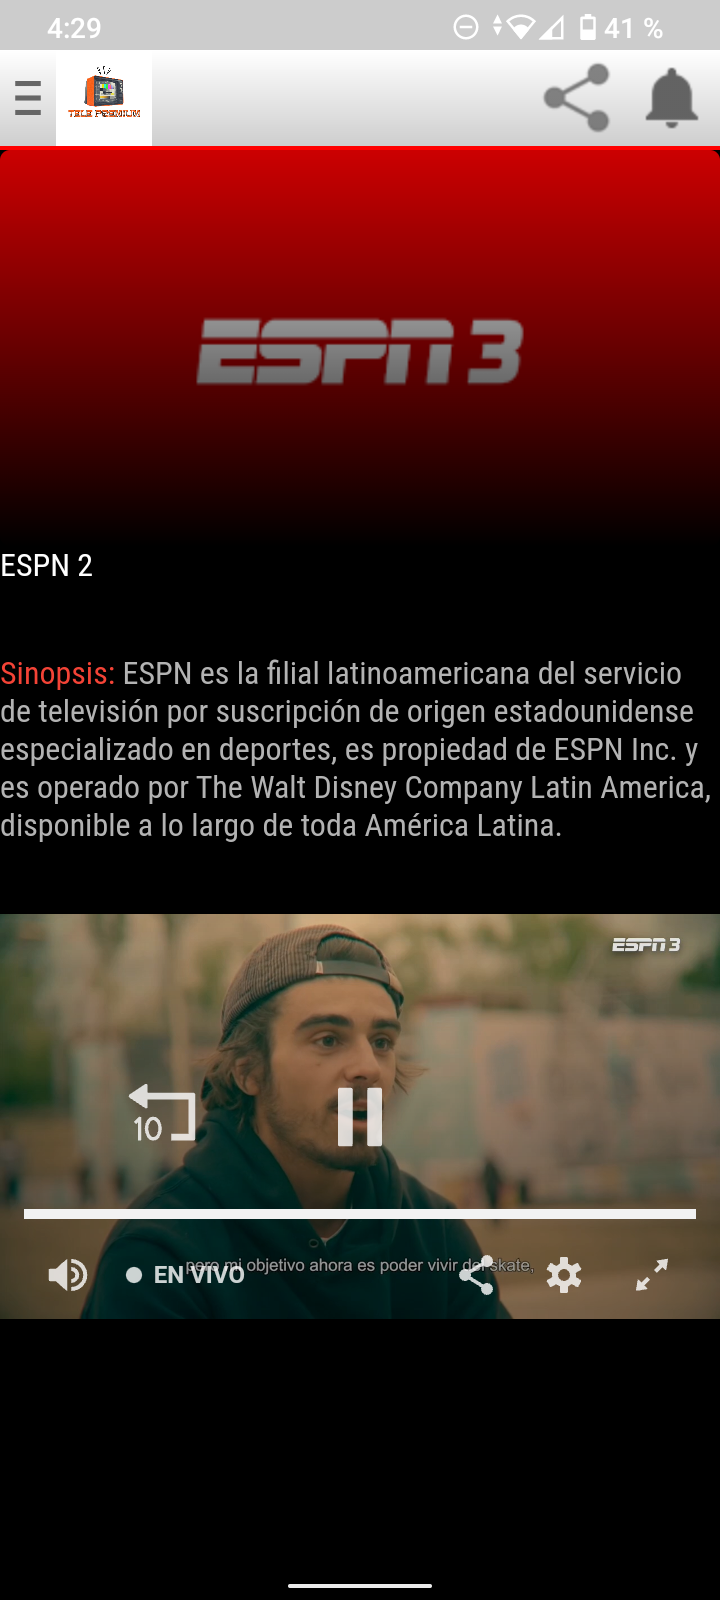 4:29
41 %
TELE PREMIUM
ESPN 3
ESPN 2
Sinopsis: ESPN es la filial latinoamericana del servicio
de televisión por suscripción de origen estadounidense
especializado en deportes, es propiedad de ESPN Inc. y
es operado por The Walt Disney Company Latin America,
disponible a lo largo de toda América Latina.
ESPN 3
10
pero mi objetivo ahora es poder vivir del skate,
EN VIVO